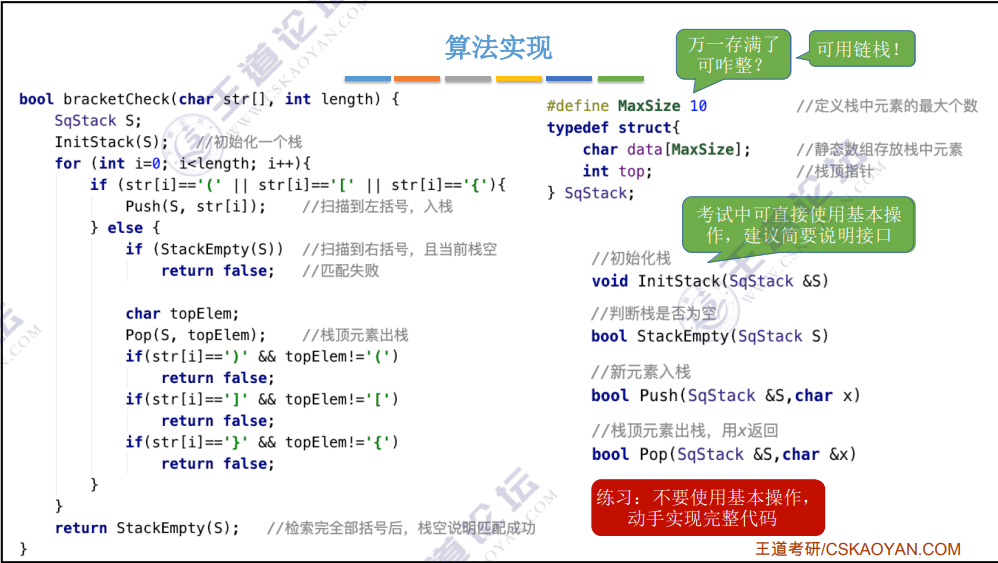 算法实现
bool bracketCheck(char str[], int length) {
SqStack S;
InitStack(S); //初始化一个栈
for (int i=0; i<length; i++){
if (str[i]=='(' || str[i]=='[' || str[i]=='{'){
Push(S, str[i]); //扫描到左括号，入栈
} else {
if (StackEmpty(S)) //扫描到右括号，且当前栈空
return false; //匹配失败
char topElem;
Pop(S, topElem); //栈顶元素出栈
if(str[i]==')' && topElem!='(')
return false;
if(str[i]==']' && topElem!='[')
return false;
if(str[i]=='}' && topElem!='{')
return false;
}
}
return StackEmpty(S); //检索完全部括号后，栈空说明匹配成功
}
万一存满了
可咋整？
可用链栈！
#define MaxSize 10 //定义栈中元素的最大个数
typedef struct{
char data[MaxSize]; //静态数组存放栈中元素
int top; //栈顶指针
} SqStack;
考试中可直接使用基本操
作，建议简要说明接口
//初始化栈
void InitStack(SqStack &S)
//判断栈是否为空
bool StackEmpty(SqStack S)
//新元素入栈
bool Push(SqStack &S,char x)
//栈顶元素出栈，用x返回
bool Pop(SqStack &S,char &x)
练习：不要使用基本操作，
动手实现完整代码
王道考研/CSKAOYAN.COM
王道论坛
CSKAOYAN.COM